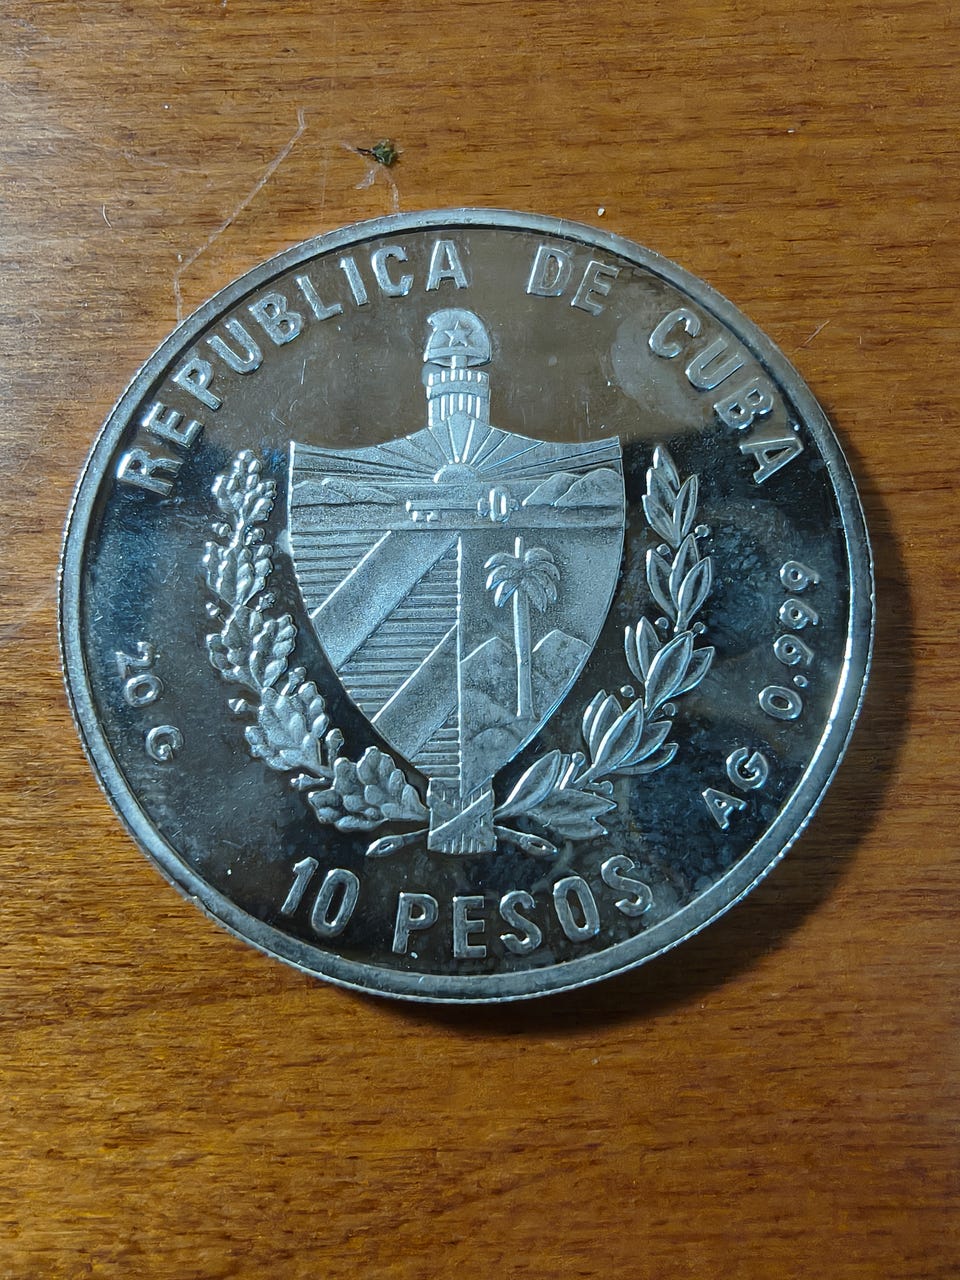 REPUBLICA DE CUBA
20 G
AG 0.999
10 PESOS